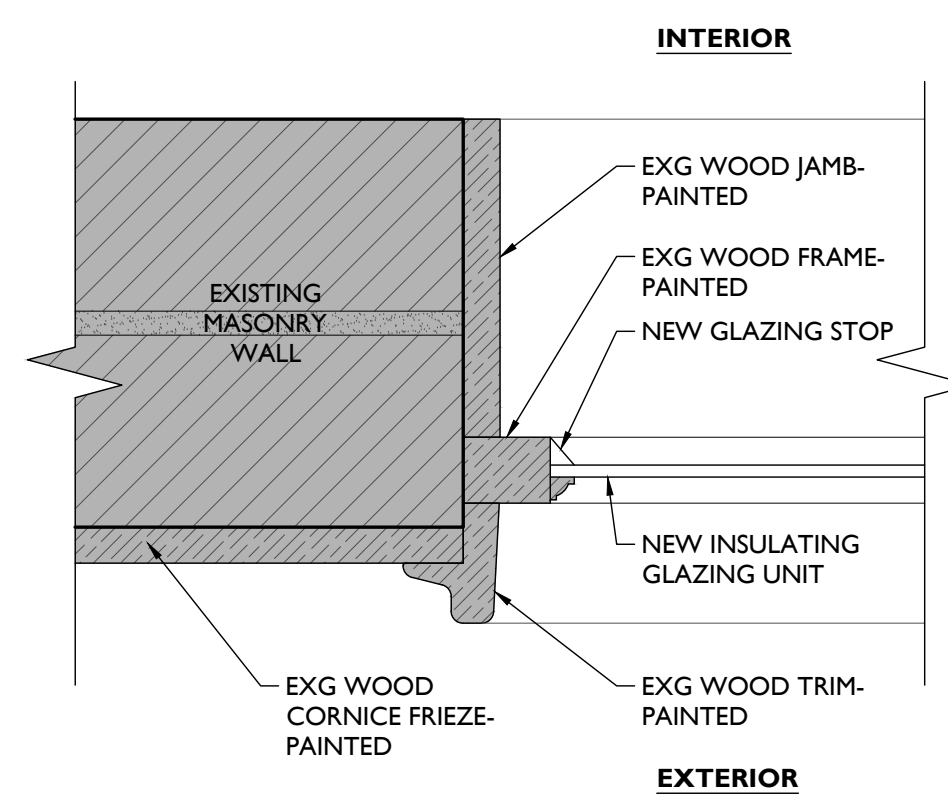 INTERIOR
EXG WOOD JAMB-
PAINTED
EXG WOOD FRAME-
PAINTED
NEW GLAZING STOP
EXISTING
MASONRY
WALL
NEW INSULATING
GLAZING UNIT
EXG WOOD
CORNICE FRIEZE-
PAINTED
EXG WOOD TRIM-
PAINTED
EXTERIOR